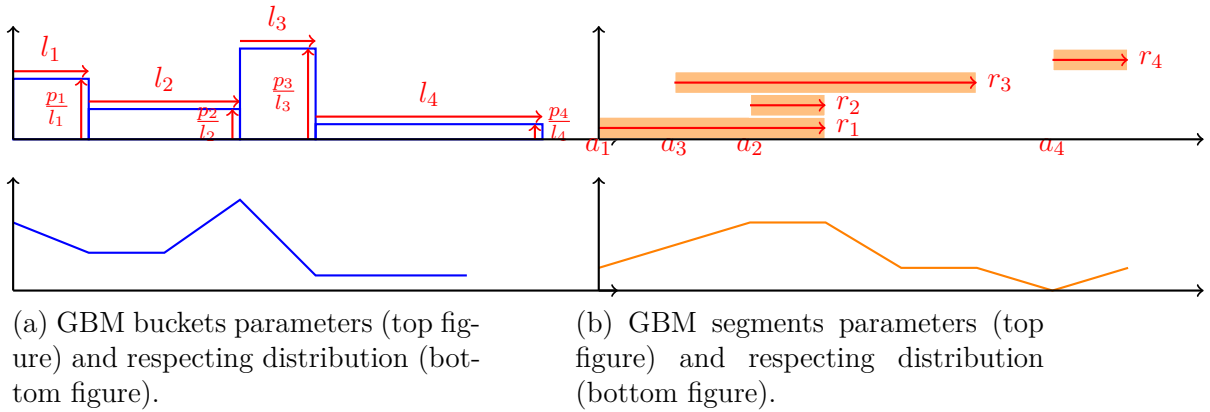 l₁
l₂
l₃
l₄
p₁/l₁
p₂/l₂
p₃/l₃
p₄/l₄
r₄
r₃
r₂
r₁
a₁ a₃ a₂ a₄
(a) GBM buckets parameters (top fig-
ure) and respecting distribution (bot-
tom figure).
(b) GBM segments parameters (top
figure) and respecting distribution
(bottom figure).